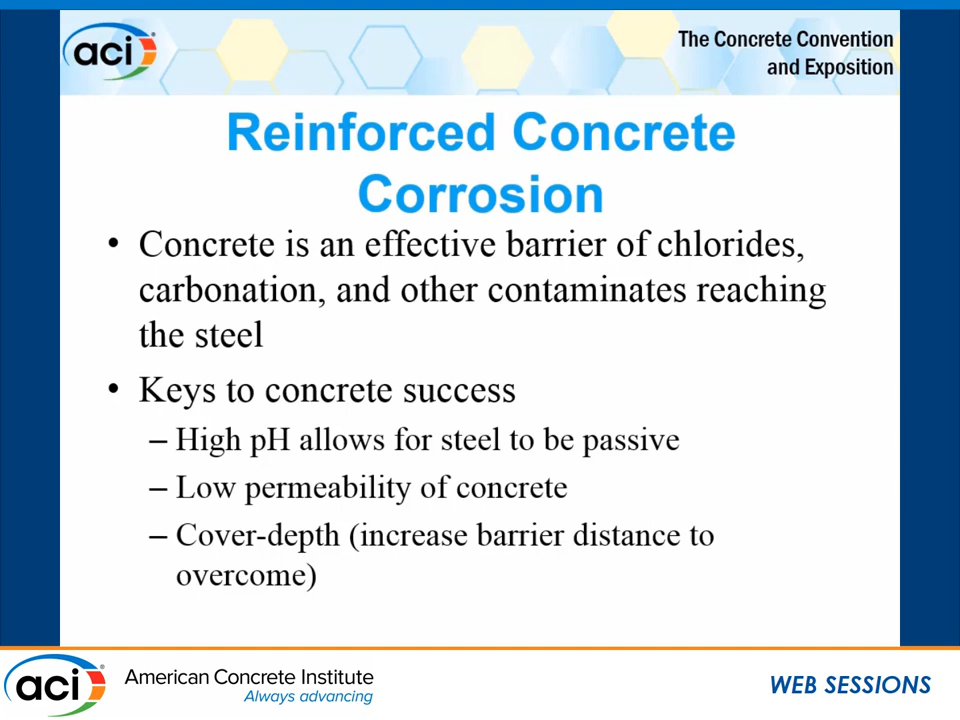 aci
The Concrete Convention
and Exposition
Reinforced Concrete
Corrosion
• Concrete is an effective barrier of chlorides,
carbonation, and other contaminates reaching
the steel
• Keys to concrete success
– High pH allows for steel to be passive
– Low permeability of concrete
– Cover-depth (increase barrier distance to
overcome)
aci®
American Concrete Institute
Always advancing
WEB SESSIONS